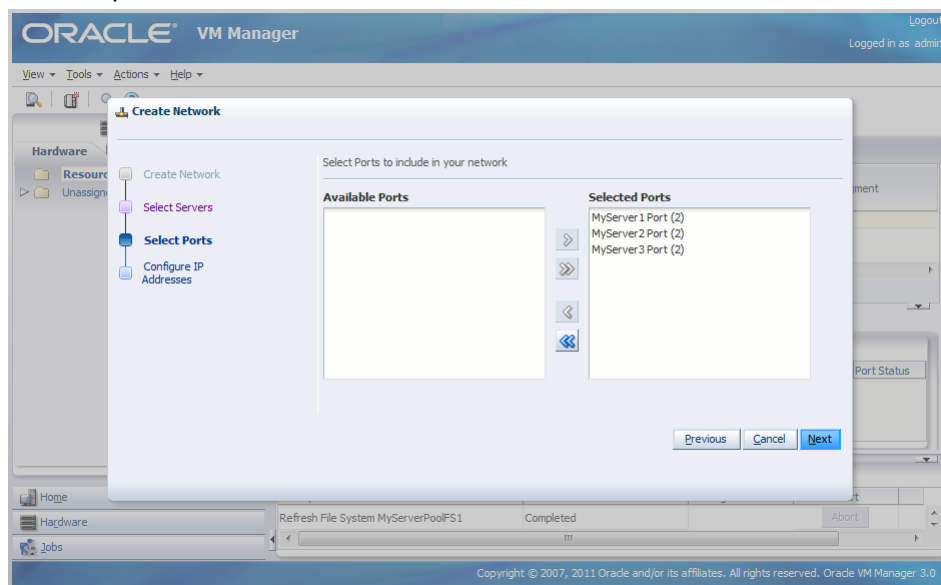 ORACLE VM Manager
Logout
Logged in as admin
View Tools Actions Help
Create Network
Hardware
Resourc
Unassign
Create Network
Select Servers
Select Ports
Configure IP
Addresses
Select Ports to include in your network
Available Ports
Selected Ports
MyServer1 Port (2)
MyServer2 Port (2)
MyServer3 Port (2)
Port Status
Previous Cancel Next
Home
Hardware
Refresh File System MyServerPoolFS1 Completed Abort
Jobs
Copyright © 2007, 2011 Oracle and/or its affiliates. All rights reserved. Oracle VM Manager 3.0